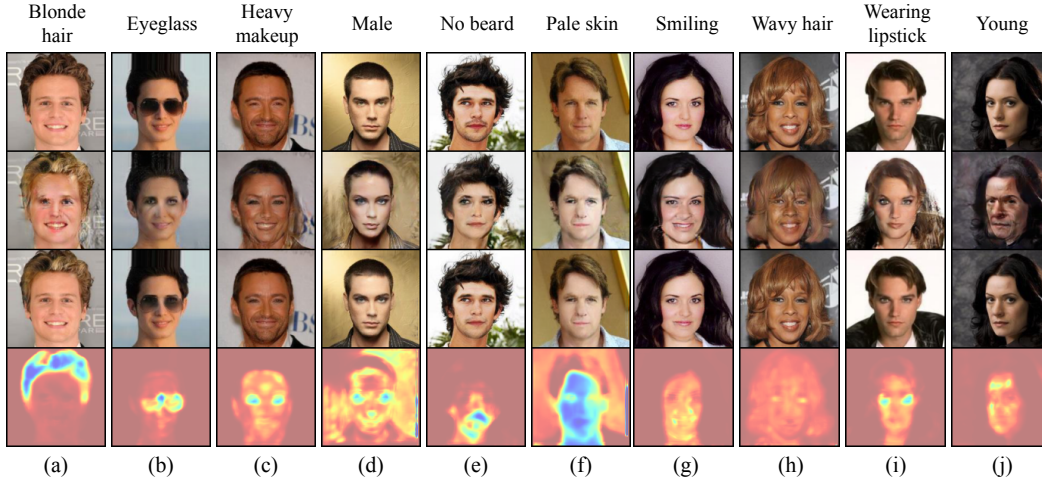 Blonde
hair
Eyeglass
Heavy
makeup
Male
No beard
Pale skin
Smiling
Wavy hair
Wearing
lipstick
Young
(a)
(b)
(c)
(d)
(e)
(f)
(g)
(h)
(i)
(j)